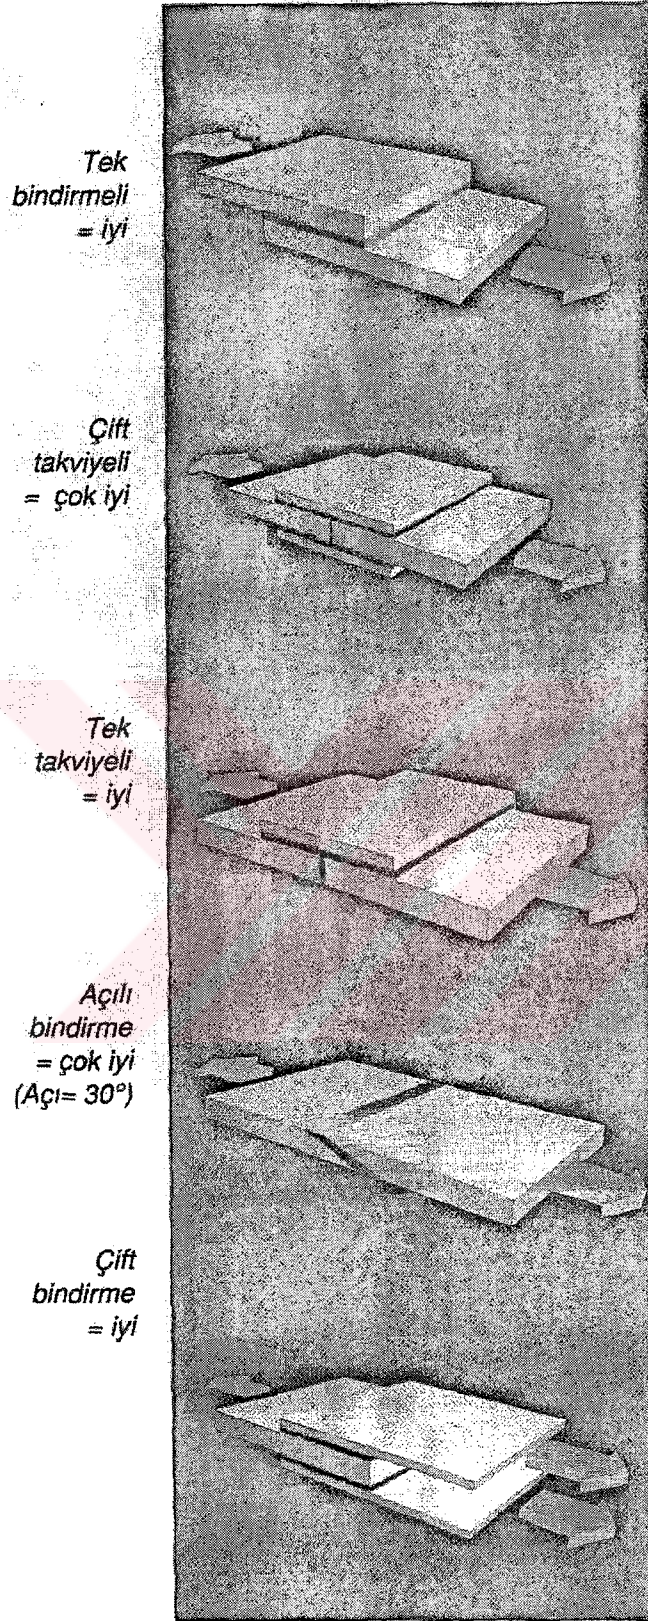 Tek
bindirmeli
= iyi
Çift
takviyeli
= çok iyi
Tek
takviyeli
= iyi
Açılı
bindirme
= çok iyi
(Açı= 30°)
Çift
bindirme
= iyi